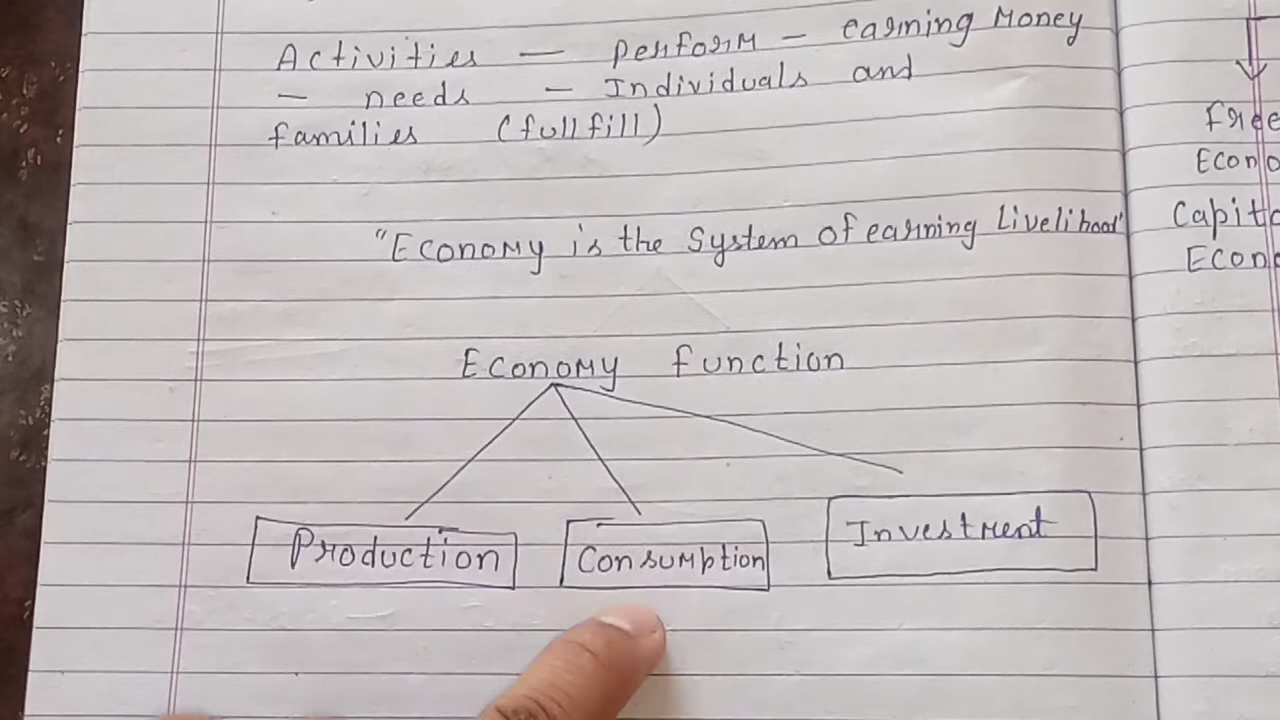 Activities — perform — earning Money
— needs — Individuals and
families (fullfill)
"Economy is the System of earning Livelihood"
Economy function
Production
Consumption
Investment